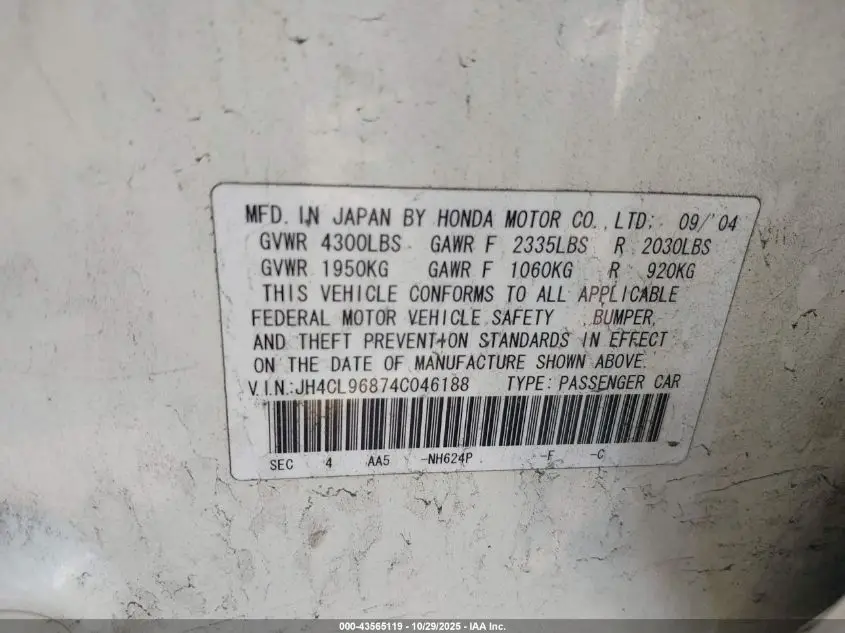 MFD. IN JAPAN BY HONDA MOTOR CO., LTD. 09/'04
GVWR 4300LBS GAWR F 2335LBS R 2030LBS
GVWR 1950KG GAWR F 1060KG R 920KG
THIS VEHICLE CONFORMS TO ALL APPLICABLE
FEDERAL MOTOR VEHICLE SAFETY , BUMPER,
AND THEFT PREVENTION STANDARDS IN EFFECT
ON THE DATE OF MANUFACTURE SHOWN ABOVE.
V.I.N.:JH4CL96874C046188 TYPE: PASSENGER CAR
SEC 4 AA5 -NH624P -F -C
000-43565119 - 10/29/2025 - IAA Inc.